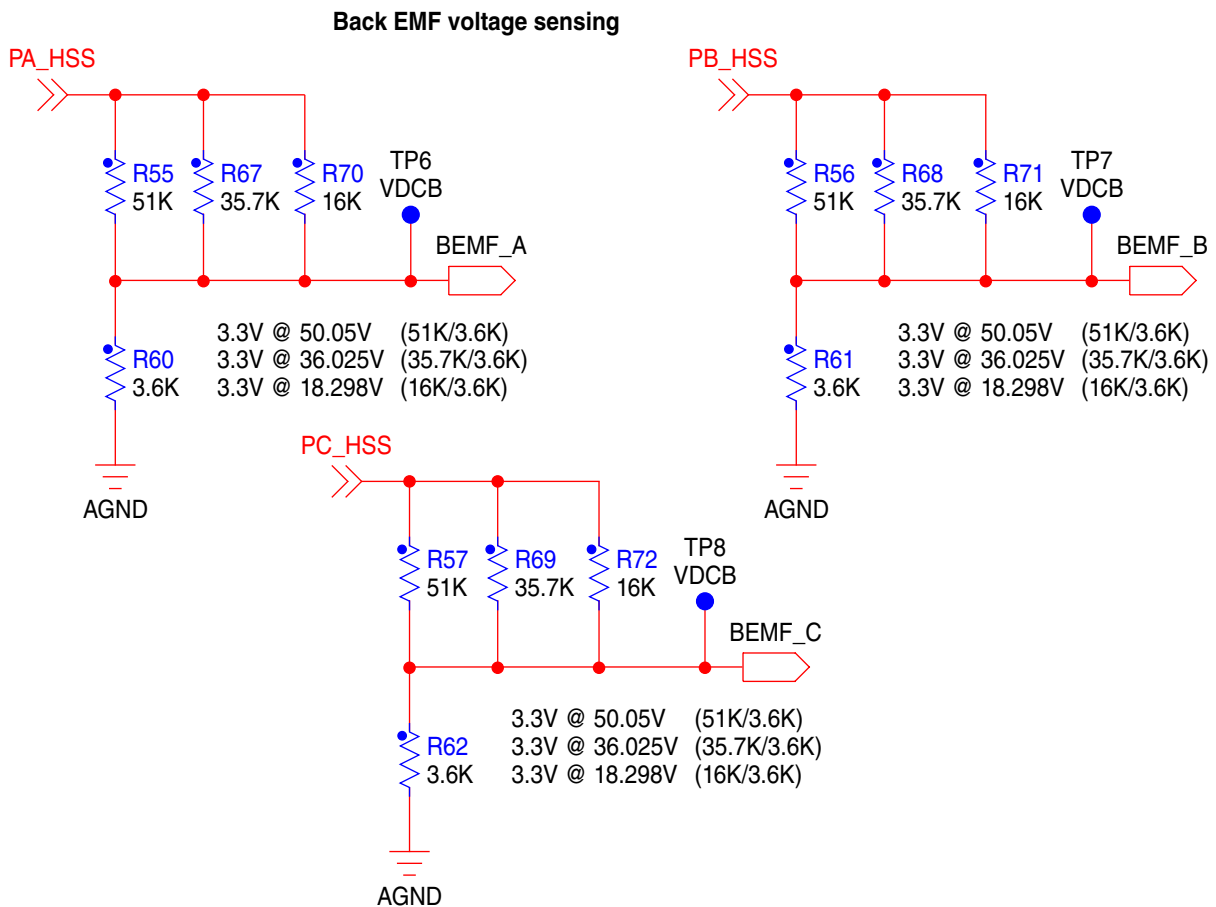 Back EMF voltage sensing
PA_HSS
R55
51K
R67
35.7K
R70
16K
TP6
VDCB
BEMF_A
R60
3.6K
3.3V @ 50.05V (51K/3.6K)
3.3V @ 36.025V (35.7K/3.6K)
3.3V @ 18.298V (16K/3.6K)
AGND
PB_HSS
R56
51K
R68
35.7K
R71
16K
TP7
VDCB
BEMF_B
R61
3.6K
3.3V @ 50.05V (51K/3.6K)
3.3V @ 36.025V (35.7K/3.6K)
3.3V @ 18.298V (16K/3.6K)
AGND
PC_HSS
R57
51K
R69
35.7K
R72
16K
TP8
VDCB
BEMF_C
R62
3.6K
3.3V @ 50.05V (51K/3.6K)
3.3V @ 36.025V (35.7K/3.6K)
3.3V @ 18.298V (16K/3.6K)
AGND